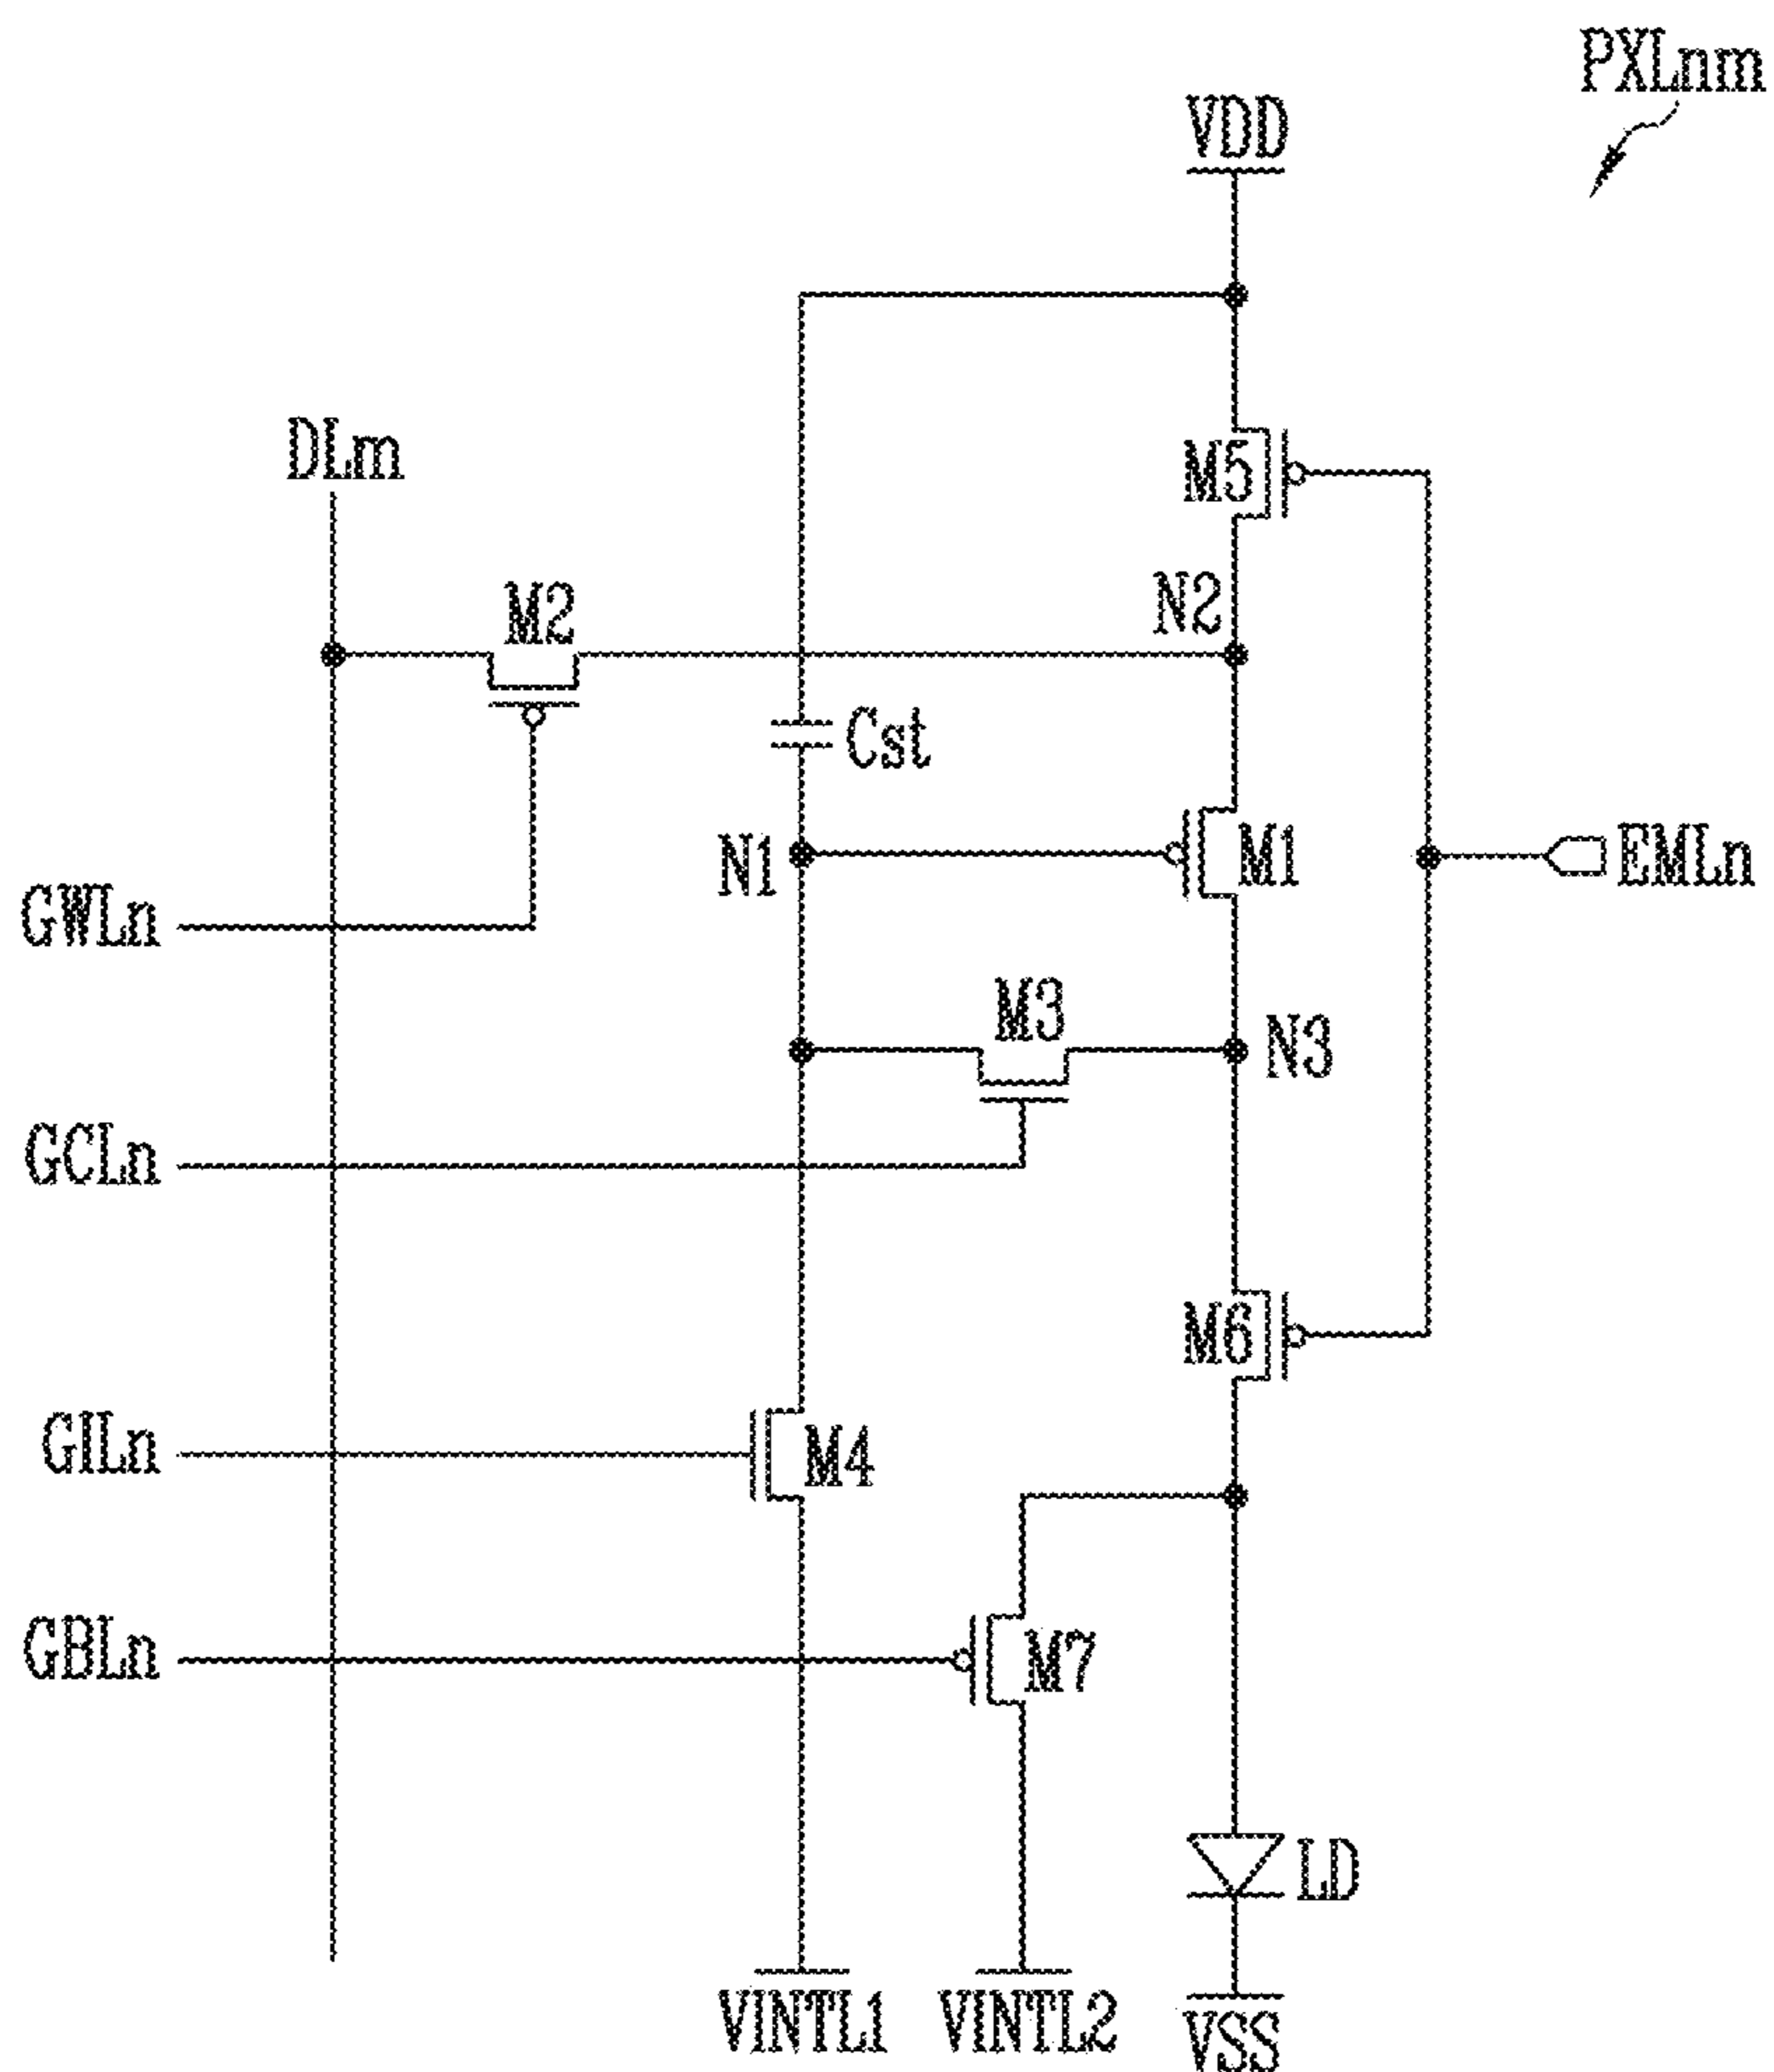 PXLnm
VDD
DLm
M5
M2
N2
Cst
N1
M1
EMLn
GWLn
M3
N3
GCLn
M6
GILn
M4
GBLn
M7
LD
VINTL1
VINTL2
VSS